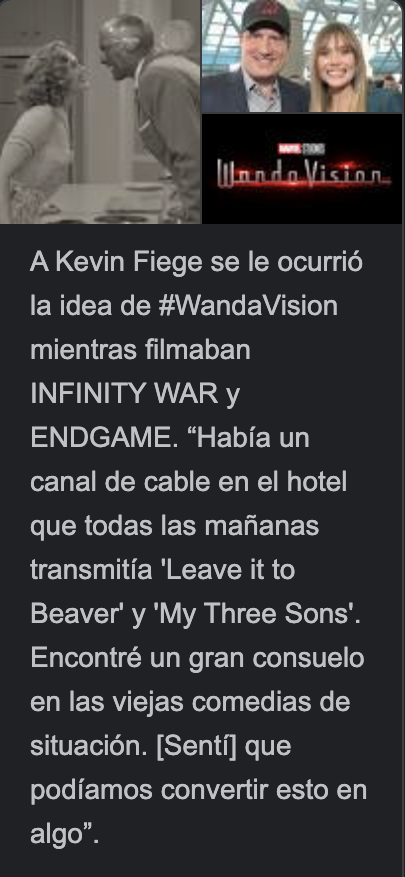 MARVEL STUDIOS
WandaVision
A Kevin Fiege se le ocurrió
la idea de #WandaVision
mientras filmaban
INFINITY WAR y
ENDGAME. “Había un
canal de cable en el hotel
que todas las mañanas
transmitía 'Leave it to
Beaver' y 'My Three Sons'.
Encontré un gran consuelo
en las viejas comedias de
situación. [Sentí] que
podíamos convertir esto en
algo”.